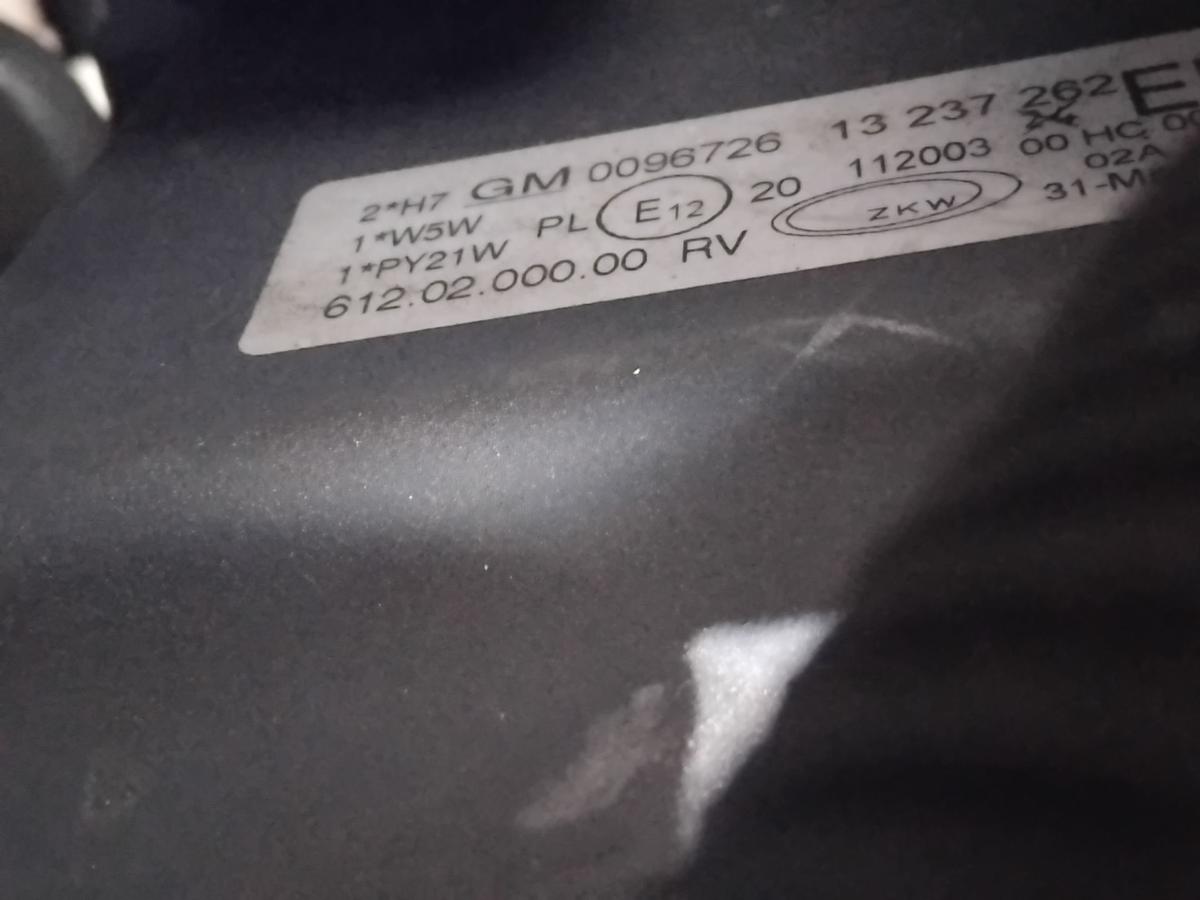 2*H7 GM 0096726 13 237 262
1*W5W PL E12 20 112003 00 HC
1*PY21W ZKW 02A
612.02.000.00 RV 31-M